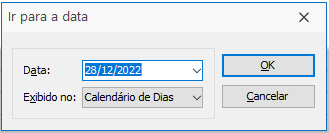 Ir para a data
Data: 28/12/2022 OK
Exibido no: Calendário de Dias Cancelar